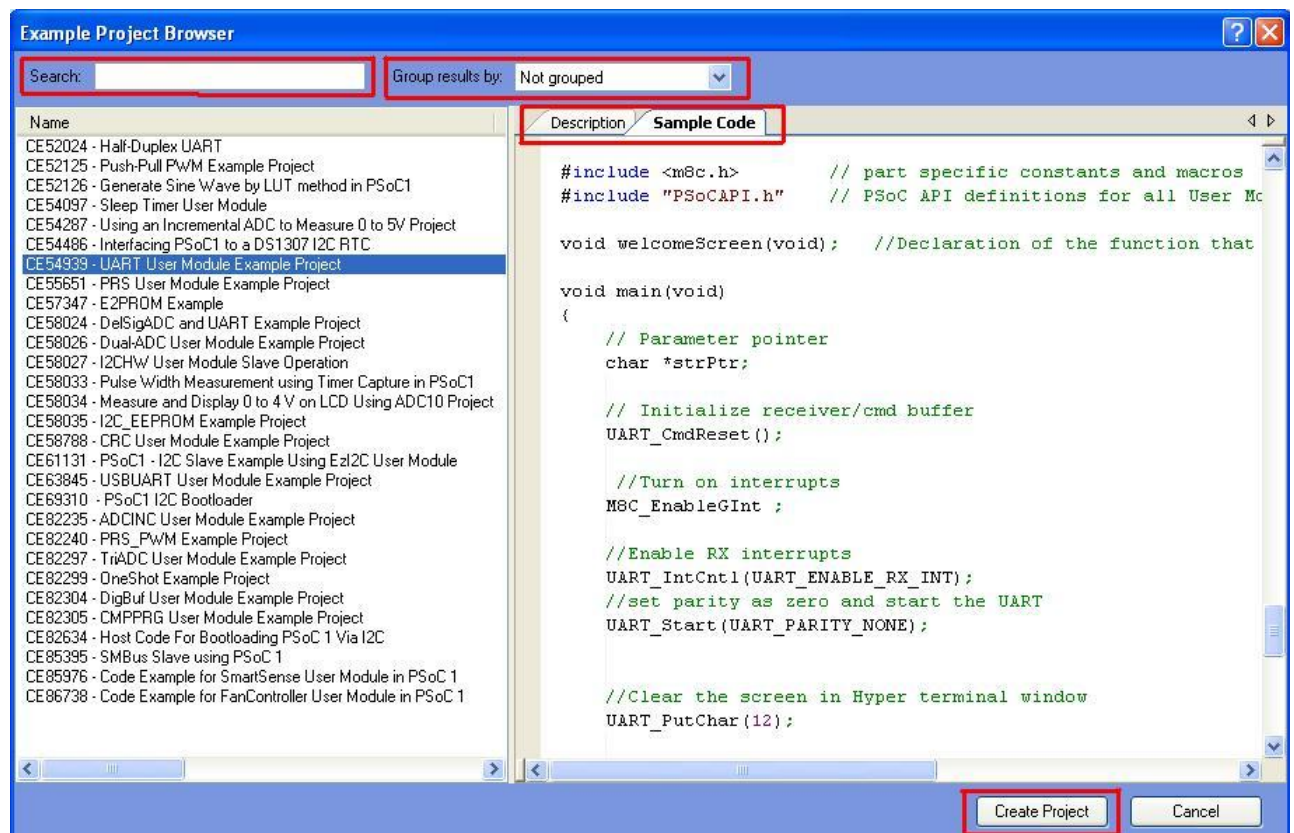 Example Project Browser
Search:
Group results by: Not grouped
Name
CE52024 - Half-Duplex UART
CE52125 - Push-Pull PWM Example Project
CE52126 - Generate Sine Wave by LUT method in PSoC1
CE54097 - Sleep Timer User Module
CE54287 - Using an Incremental ADC to Measure 0 to 5V Project
CE54486 - Interfacing PSoC1 to a DS1307 I2C RTC
CE54939 - UART User Module Example Project
CE55651 - PRS User Module Example Project
CE57347 - E2PROM Example
CE58024 - DelSigADC and UART Example Project
CE58026 - Dual-ADC User Module Example Project
CE58027 - I2CHW User Module Slave Operation
CE58033 - Pulse Width Measurement using Timer Capture in PSoC1
CE58034 - Measure and Display 0 to 4 V on LCD Using ADC10 Project
CE58035 - I2C_EEPROM Example Project
CE58788 - CRC User Module Example Project
CE61131 - PSoC1 - I2C Slave Example Using EzI2C User Module
CE63845 - USBUART User Module Example Project
CE69310 - PSoC1 I2C Bootloader
CE82235 - ADCINC User Module Example Project
CE82240 - PRS_PWM Example Project
CE82297 - TriADC User Module Example Project
CE82299 - OneShot Example Project
CE82304 - DigBuf User Module Example Project
CE82305 - CMPPRG User Module Example Project
CE82634 - Host Code For Bootloading PSoC 1 Via I2C
CE85395 - SMBus Slave using PSoC 1
CE85976 - Code Example for SmartSense User Module in PSoC 1
CE86738 - Code Example for FanController User Module in PSoC 1
Description Sample Code
#include <m8c.h> // part specific constants and macros
#include "PSoCAPI.h" // PSoC API definitions for all User Mo
void welcomeScreen(void); //Declaration of the function that
void main(void)
{
// Parameter pointer
char *strPtr;
// Initialize receiver/cmd buffer
UART_CmdReset();
//Turn on interrupts
M8C_EnableGInt ;
//Enable RX interrupts
UART_IntCntl(UART_ENABLE_RX_INT);
//set parity as zero and start the UART
UART_Start(UART_PARITY_NONE);
//Clear the screen in Hyper terminal window
UART_PutChar(12);
Create Project Cancel